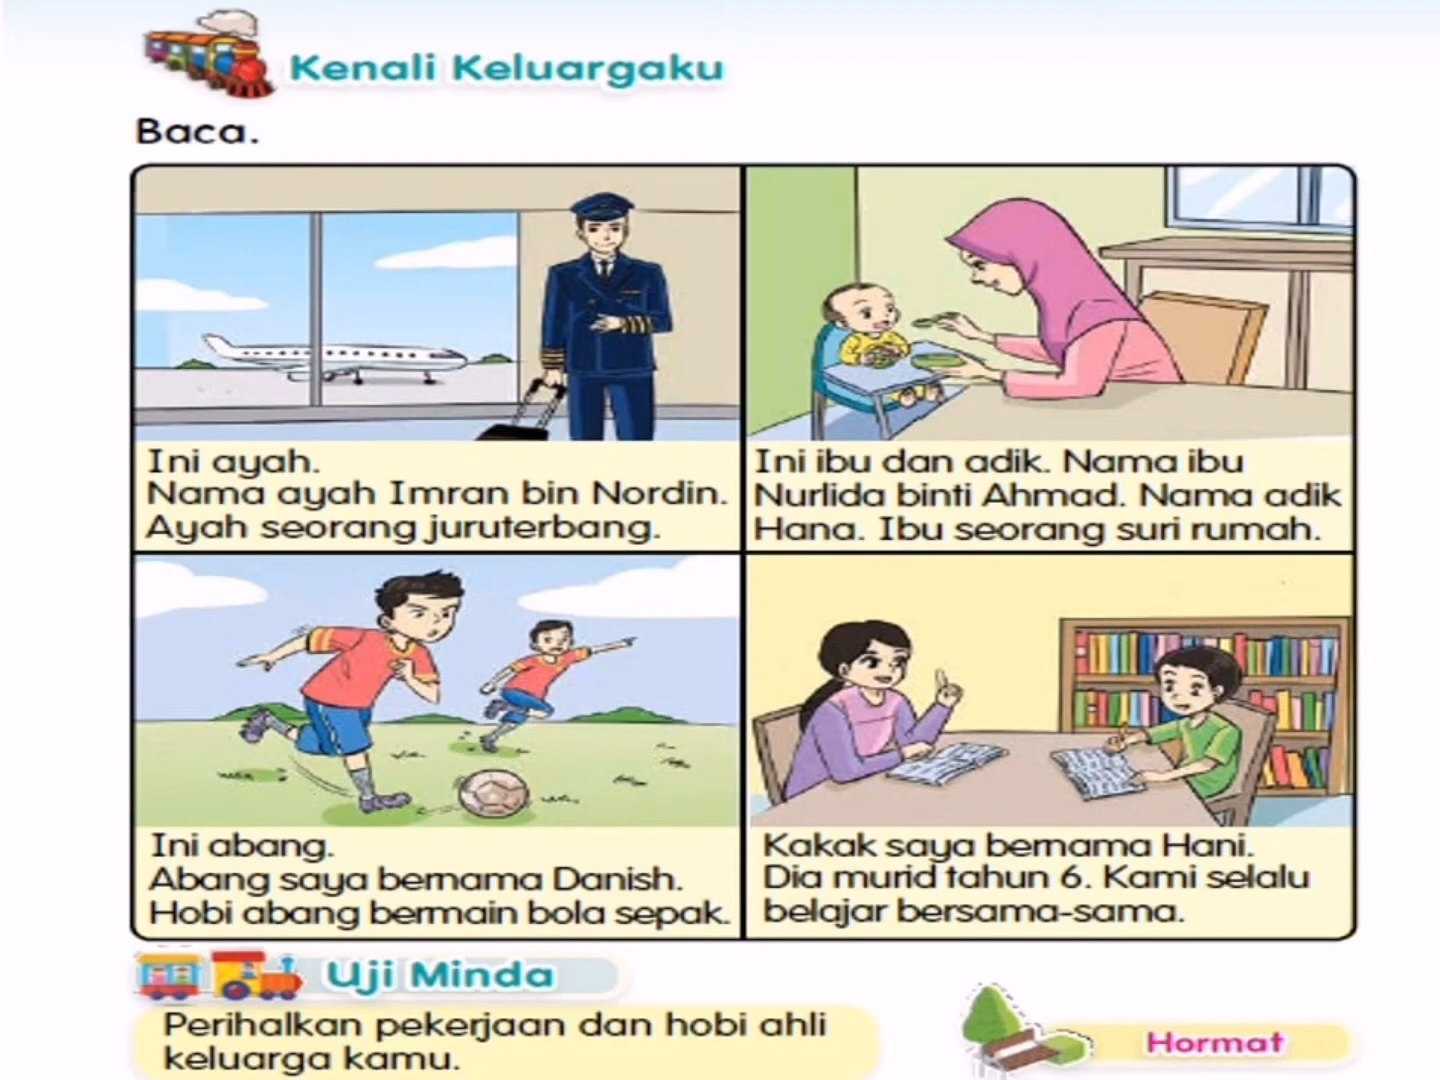 Kenali Keluargaku
Baca.
Ini ayah.
Nama ayah Imran bin Nordin.
Ayah seorang juruterbang.
Ini ibu dan adik. Nama ibu
Nurlida binti Ahmad. Nama adik
Hana. Ibu seorang suri rumah.
Ini abang.
Abang saya bernama Danish.
Hobi abang bermain bola sepak.
Kakak saya bernama Hani.
Dia murid tahun 6. Kami selalu
belajar bersama-sama.
Uji Minda
Perihalkan pekerjaan dan hobi ahli
keluarga kamu.
Hormat